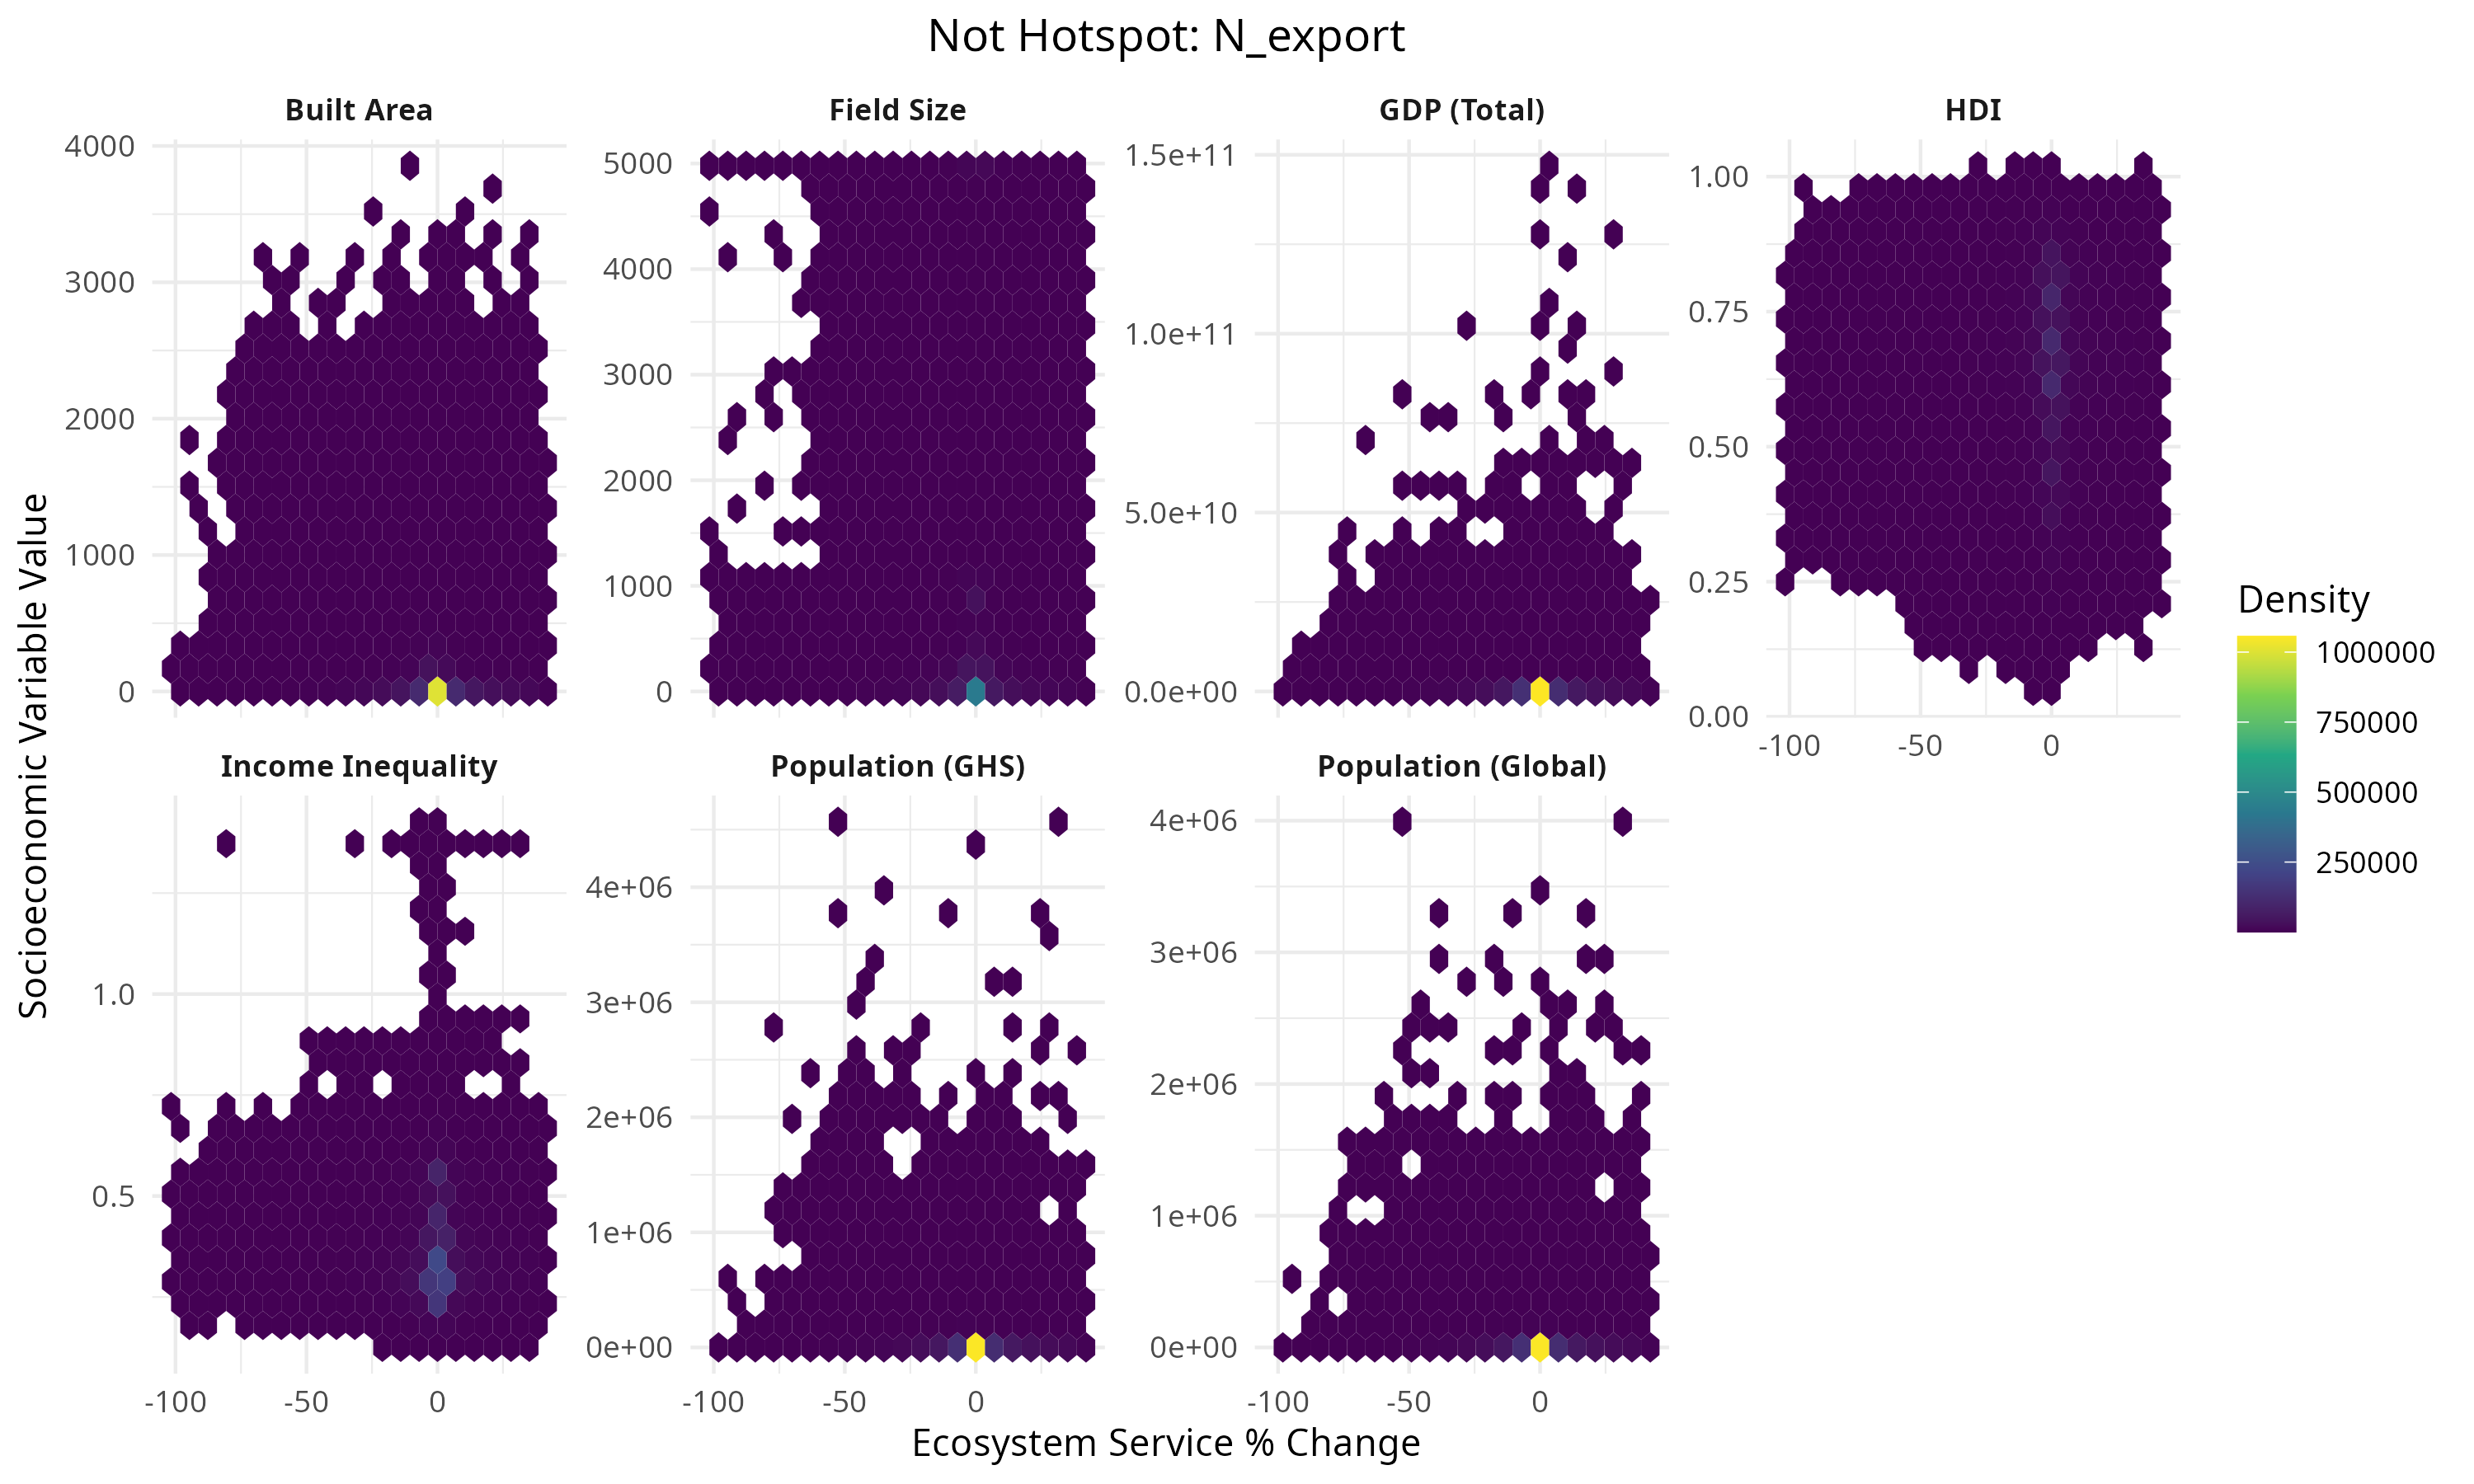 Not Hotspot: N_export
Built Area
Field Size
GDP (Total)
HDI
4000
3000
2000
1000
0
5000
4000
3000
2000
1000
0
1.5e+11
1.0e+11
5.0e+10
0.0e+00
1.00
0.75
0.50
0.25
0.00
-100
-50
0
Income Inequality
Population (GHS)
Population (Global)
1.0
0.5
4e+06
3e+06
2e+06
1e+06
0e+00
4e+06
3e+06
2e+06
1e+06
0e+00
-100
-50
0
-100
-50
0
-100
-50
0
Ecosystem Service % Change
Socioeconomic Variable Value
Density
1000000
750000
500000
250000